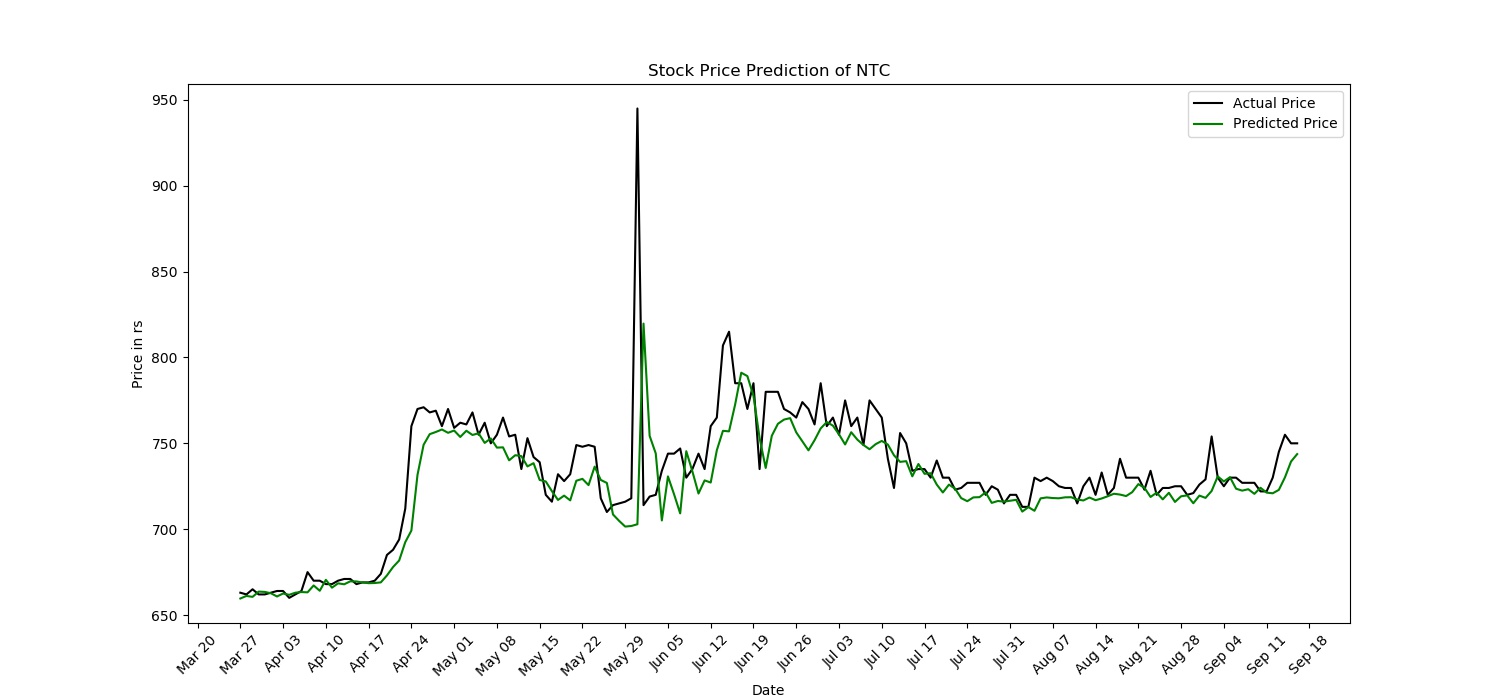 Stock Price Prediction of NTC
Actual Price
Predicted Price
Price in rs
950
900
850
800
750
700
650
Mar 20
Mar 27
Apr 03
Apr 10
Apr 17
Apr 24
May 01
May 08
May 15
May 22
May 29
Jun 05
Jun 12
Jun 19
Jun 26
Jul 03
Jul 10
Jul 17
Jul 24
Jul 31
Aug 07
Aug 14
Aug 21
Aug 28
Sep 04
Sep 11
Sep 18
Date